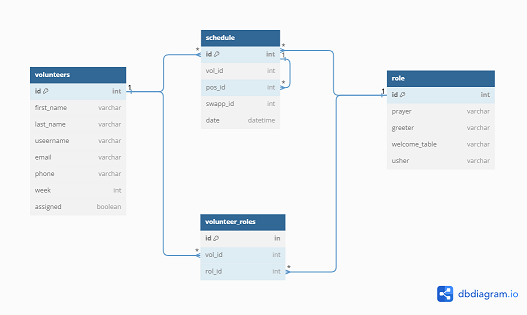 schedule
id int
vol_id int
pos_id int
swapp_id int
date datetime
volunteers
id int
first_name varchar
last_name varchar
useername varchar
email varchar
phone varchar
week int
assigned boolean
role
id int
prayer varchar
greeter varchar
welcome_table varchar
usher varchar
volunteer_roles
id in
vol_id int
rol_id int
* * 1 * 1 1 * *
dbdiagram.io